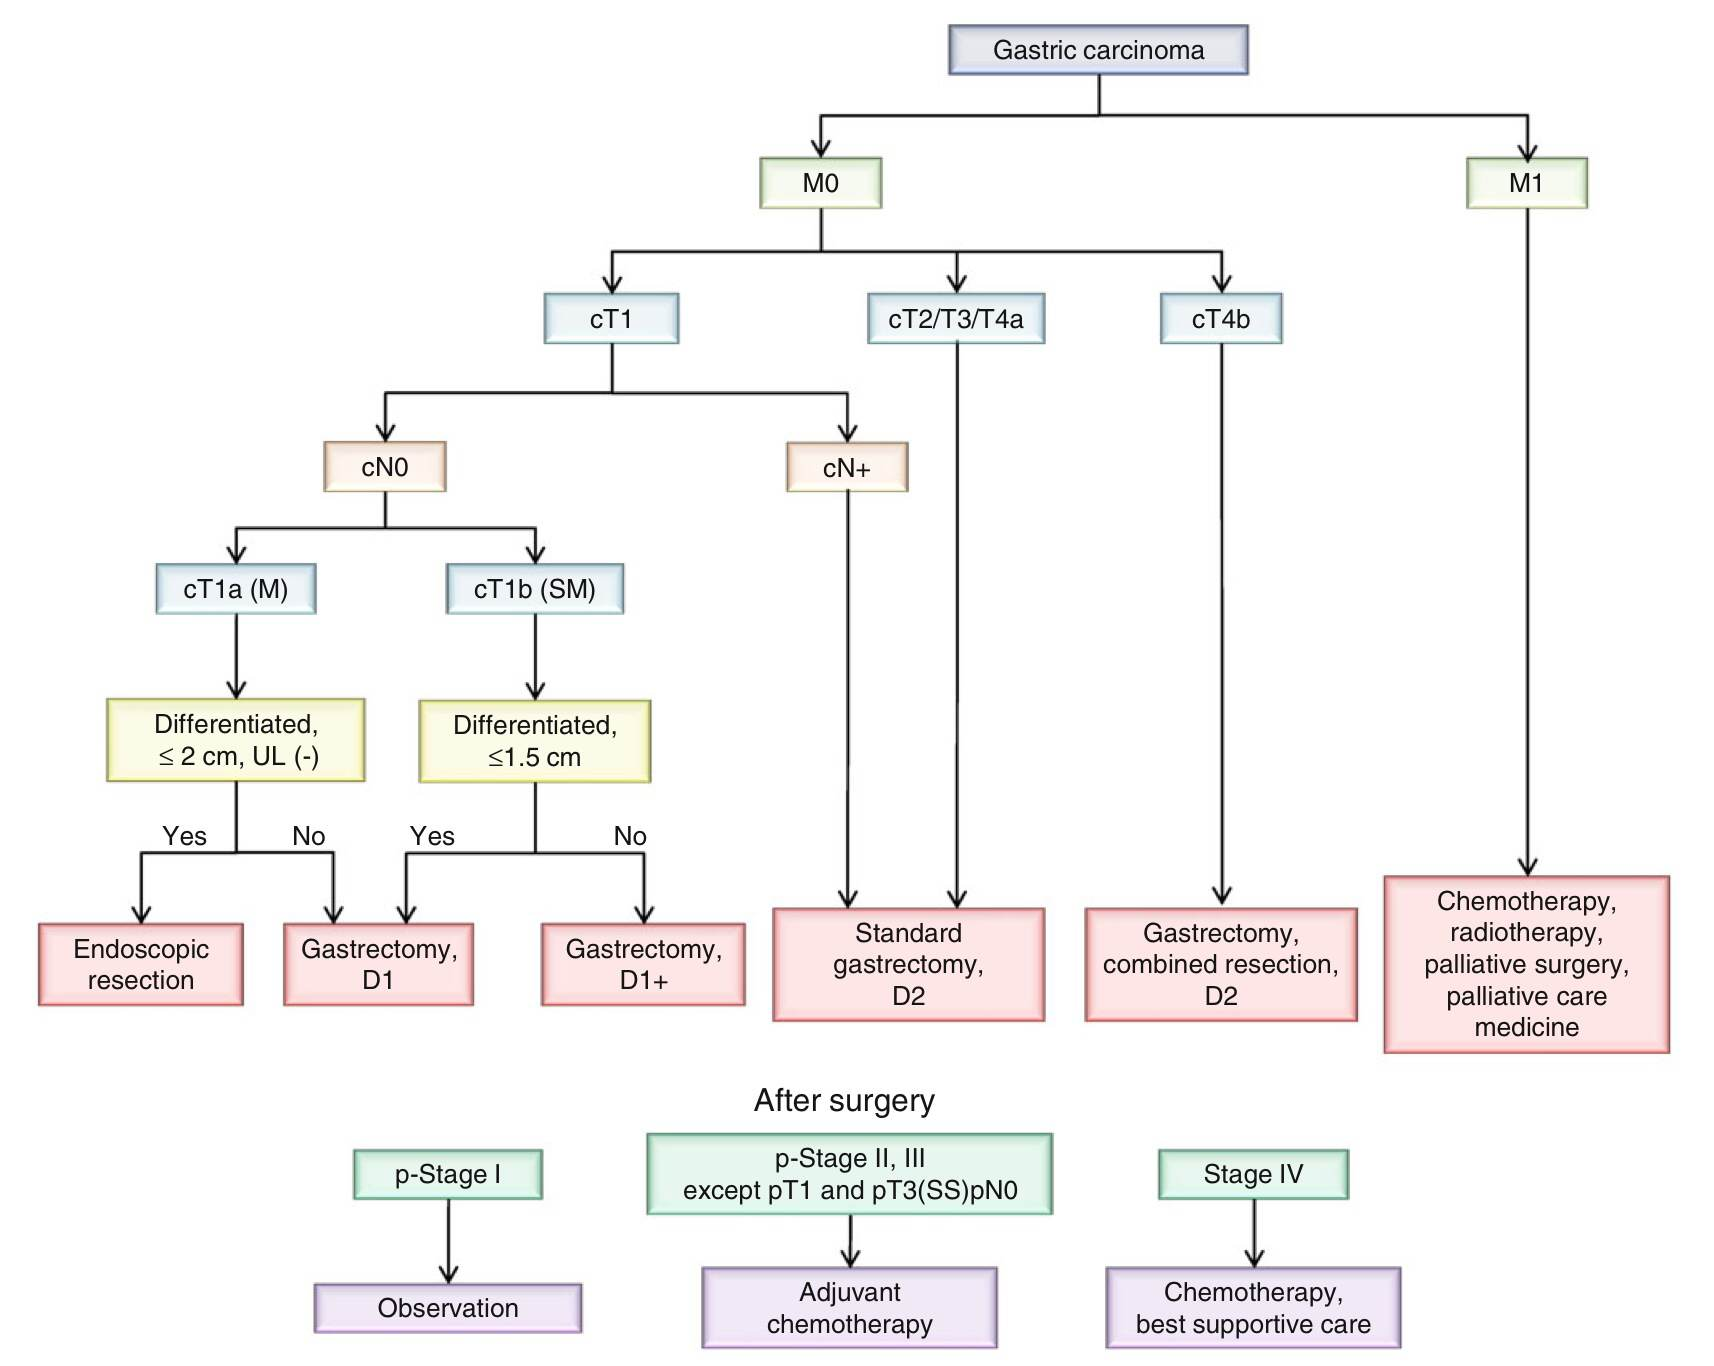 Gastric carcinoma
M0
M1
cT1
cT2/T3/T4a
cT4b
cN0
cN+
cT1a (M)
cT1b (SM)
Differentiated,
≤ 2 cm, UL (-)
Differentiated,
≤1.5 cm
Yes
No
Yes
No
Endoscopic
resection
Gastrectomy,
D1
Gastrectomy,
D1+
Standard
gastrectomy,
D2
Gastrectomy,
combined resection,
D2
Chemotherapy,
radiotherapy,
palliative surgery,
palliative care
medicine
After surgery
p-Stage I
p-Stage II, III
except pT1 and pT3(SS)pN0
Stage IV
Observation
Adjuvant
chemotherapy
Chemotherapy,
best supportive care